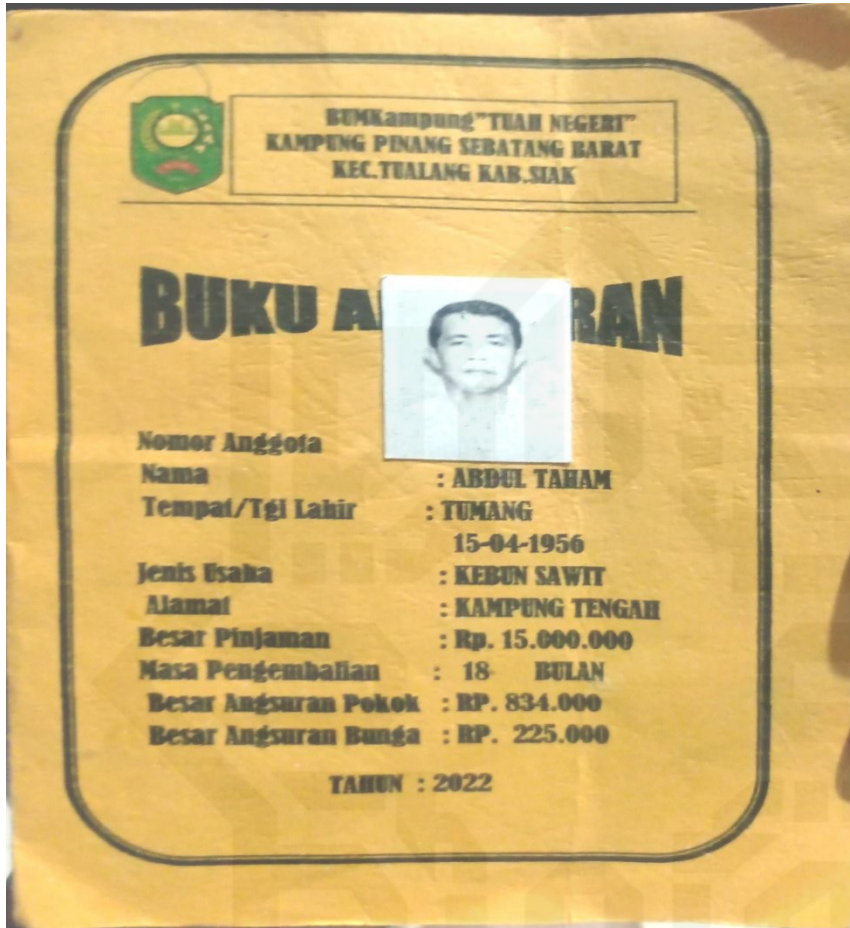 BUMKampung"TUAH NEGERI"
KAMPUNG PINANG SEBATANG BARAT
KEC.TUALANG KAB.SIAK
BUKU A RAN
Nomor Anggota
Nama : ABDUL TAHAM
Tempat/Tgl Lahir : TUMANG
15-04-1956
Jenis Usaha : KEBUN SAWIT
Alamat : KAMPUNG TENGAH
Besar Pinjaman : Rp. 15.000.000
Masa Pengembalian : 18 BULAN
Besar Angsuran Pokok : RP. 834.000
Besar Angsuran Bunga : RP. 225.000
TAHUN : 2022